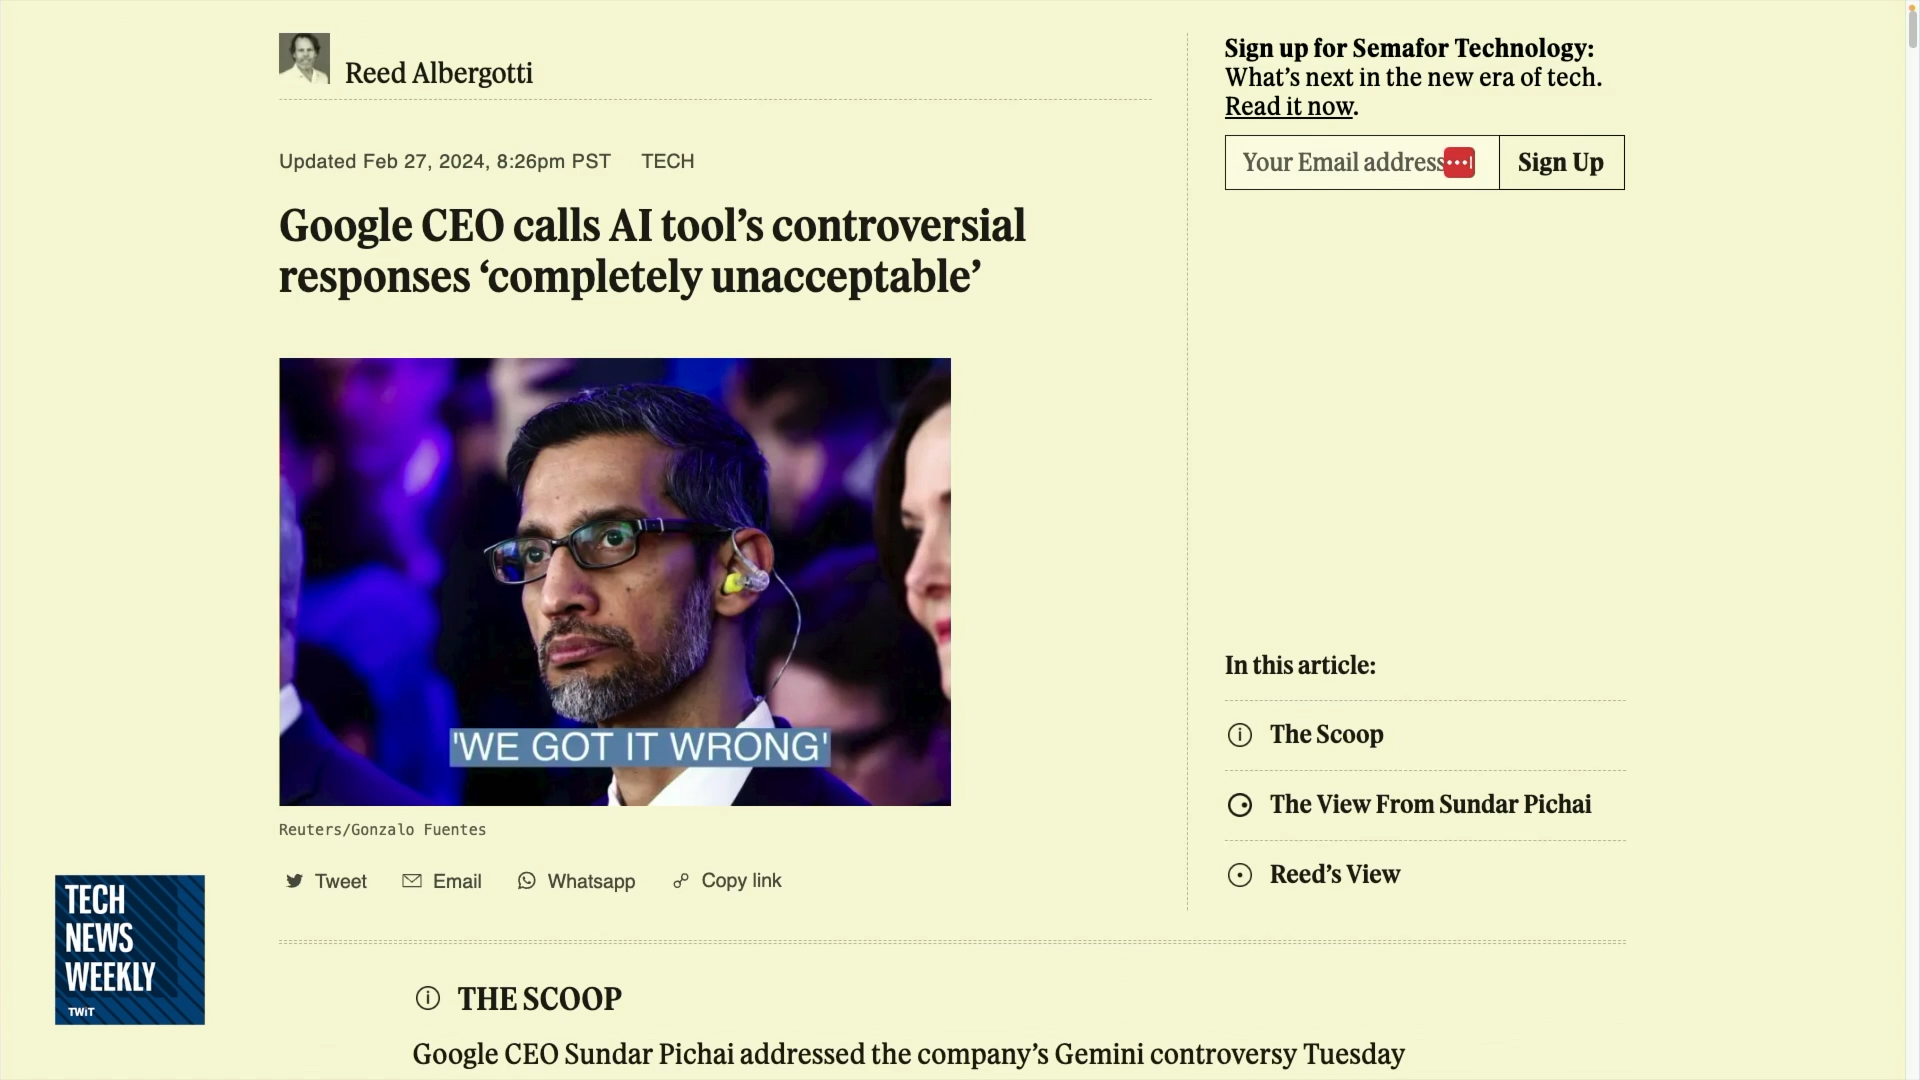 Reed Albergotti
Updated Feb 27, 2024, 8:26pm PST TECH
Google CEO calls AI tool’s controversial
responses ‘completely unacceptable’
'WE GOT IT WRONG'
Reuters/Gonzalo Fuentes
Tweet Email Whatsapp Copy link
Sign up for Semafor Technology:
What’s next in the new era of tech.
Read it now.
Your Email address Sign Up
In this article:
The Scoop
The View From Sundar Pichai
Reed’s View
THE SCOOP
Google CEO Sundar Pichai addressed the company’s Gemini controversy Tuesday
TECH
NEWS
WEEKLY
TWiT